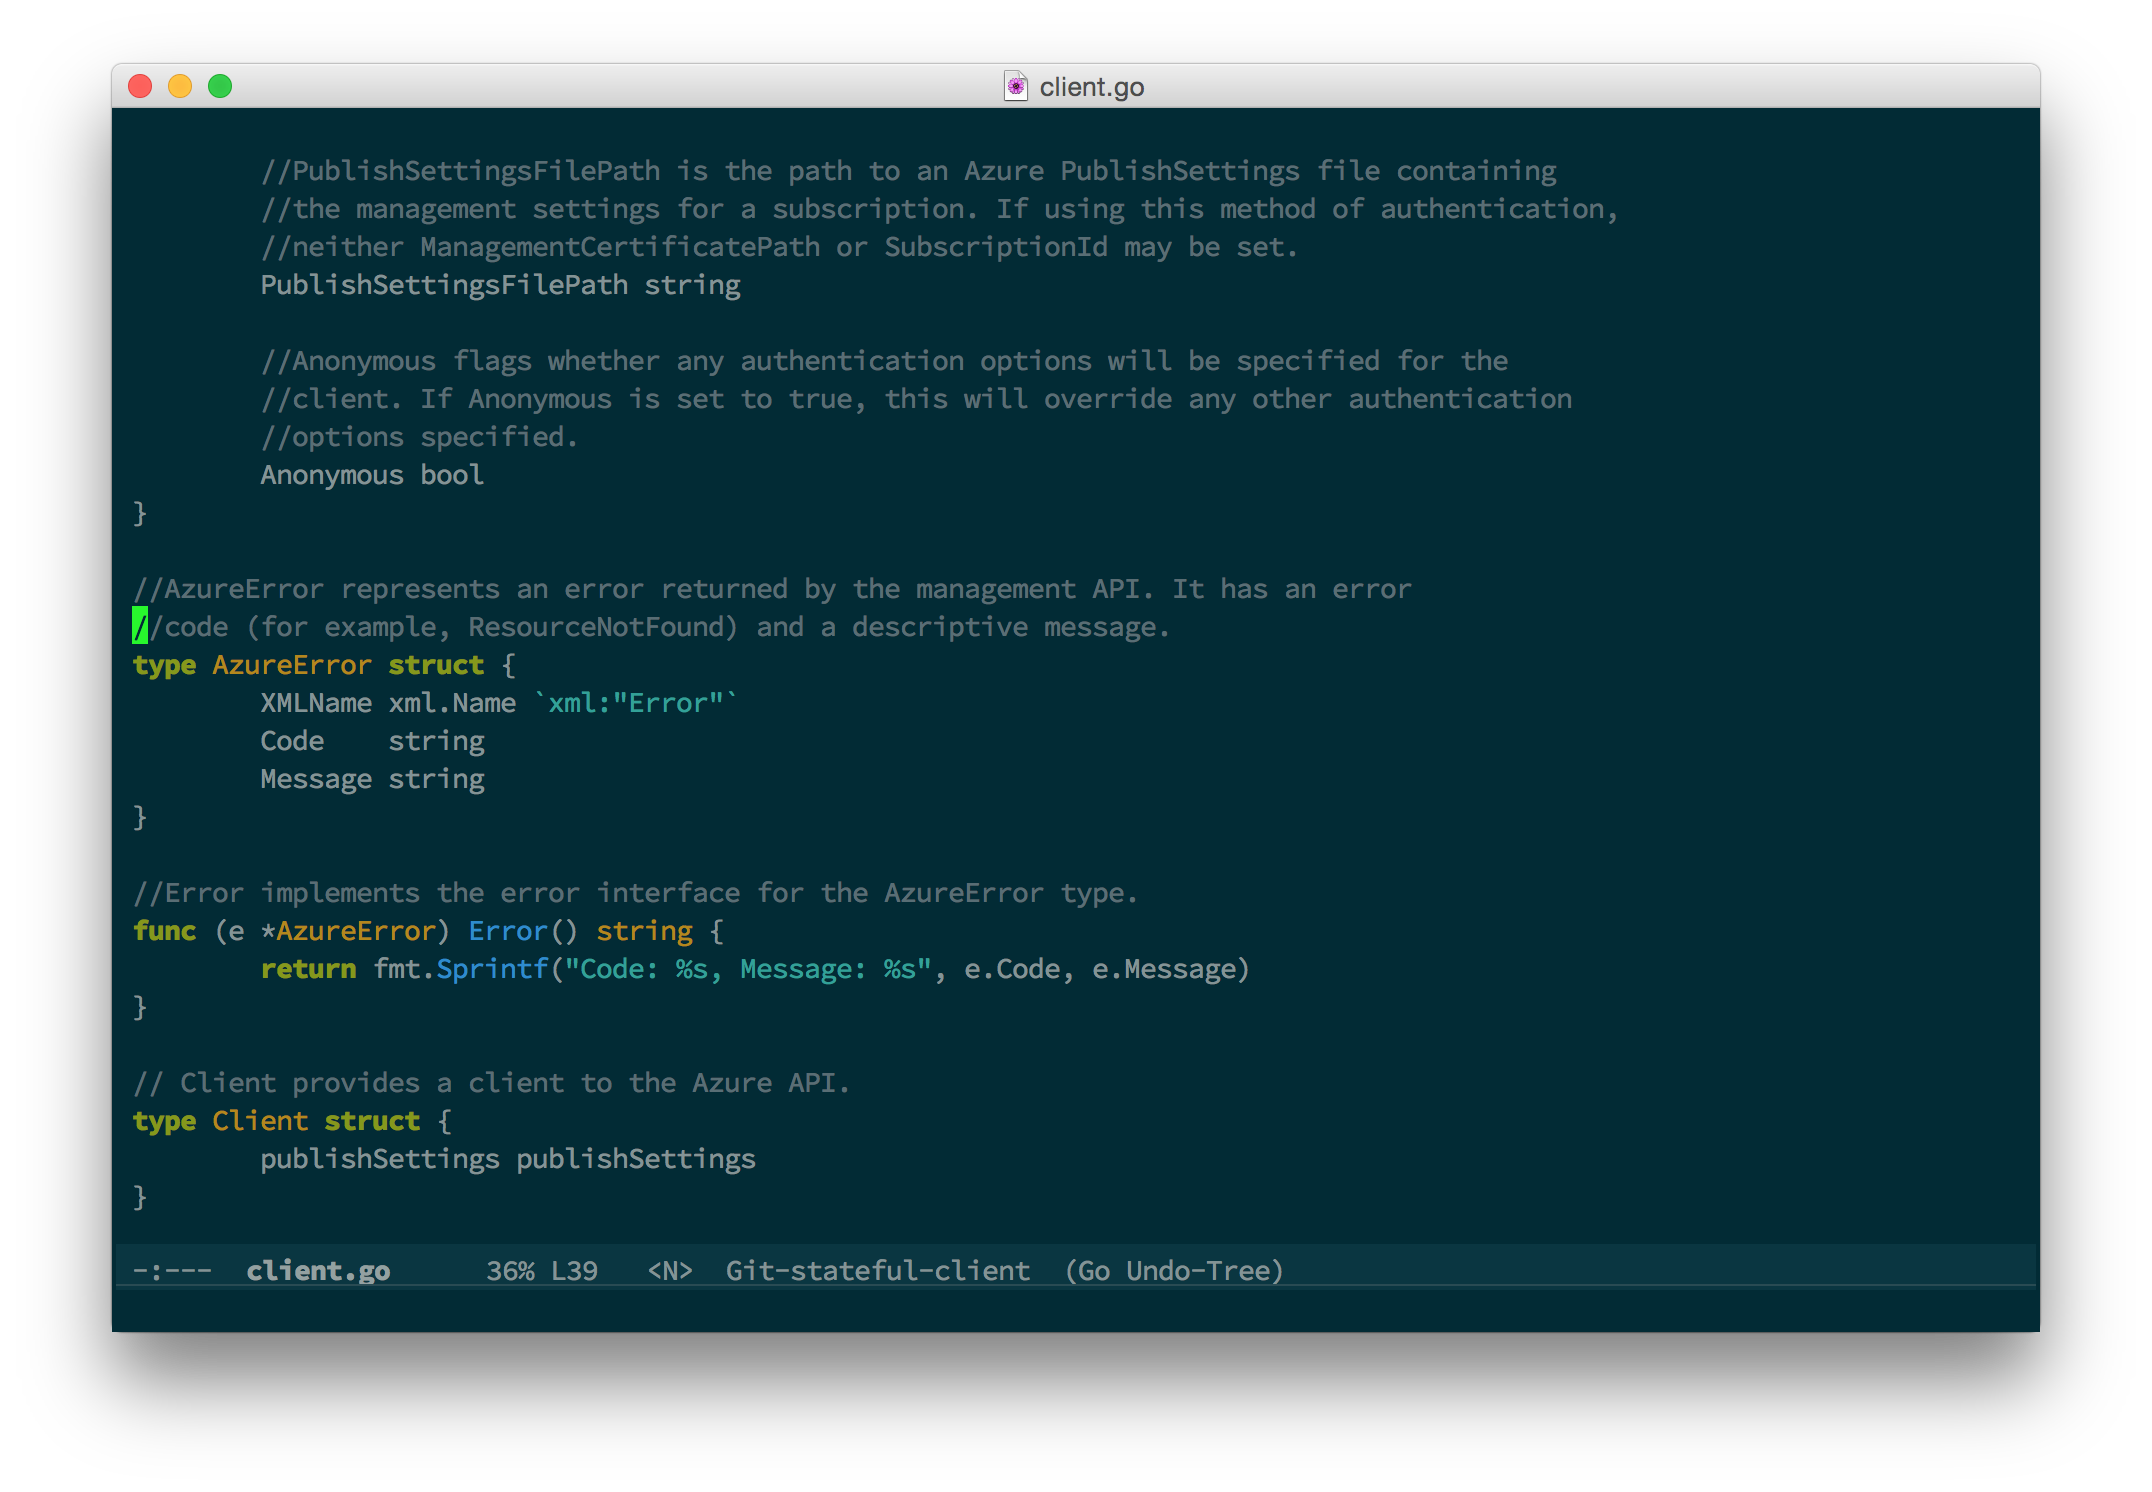 client.go
//PublishSettingsFilePath is the path to an Azure PublishSettings file containing
//the management settings for a subscription. If using this method of authentication,
//neither ManagementCertificatePath or SubscriptionId may be set.
PublishSettingsFilePath string
//Anonymous flags whether any authentication options will be specified for the
//client. If Anonymous is set to true, this will override any other authentication
//options specified.
Anonymous bool
}
//AzureError represents an error returned by the management API. It has an error
//code (for example, ResourceNotFound) and a descriptive message.
type AzureError struct {
XMLName xml.Name `xml:"Error"`
Code    string
Message string
}
//Error implements the error interface for the AzureError type.
func (e *AzureError) Error() string {
return fmt.Sprintf("Code: %s, Message: %s", e.Code, e.Message)
}
// Client provides a client to the Azure API.
type Client struct {
publishSettings publishSettings
}
-:---  client.go      36% L39   <N>  Git-stateful-client  (Go Undo-Tree)